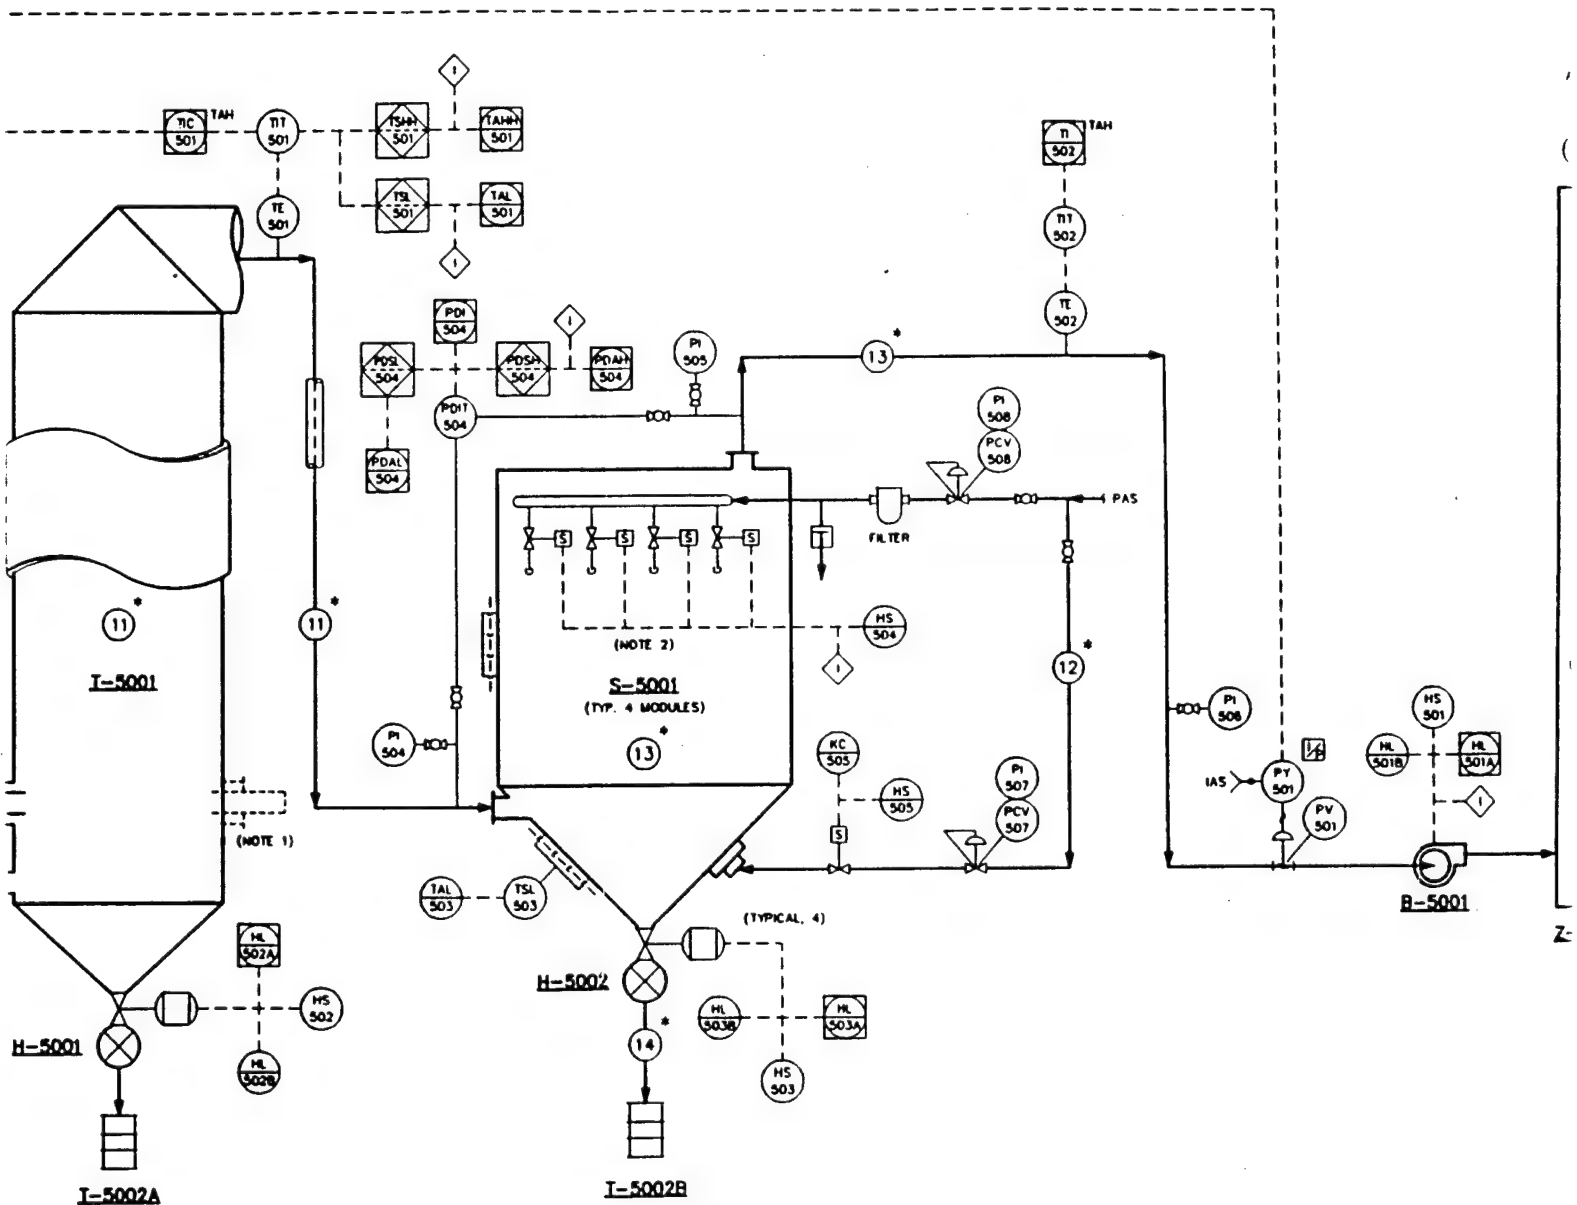 TIC
501
TAH
TIT
501
TSHH
501
I
TAHH
501
TE
501
TSL
501
TAL
501
I
TI
502
TAH
TIT
502
TE
502
PDI
504
I
PDSL
504
PDSH
504
PDAH
504
PDIT
504
PDAL
504
PI
505
13*
PI
508
PCV
508
PAS
FILTER
S
S
S
S
HS
504
I
(NOTE 2)
S-5001
(TYP. 4 MODULES)
13*
11*
T-5001
11*
12*
(NOTE 1)
PI
504
KC
505
HS
505
S
PI
507
PCV
507
PI
506
HS
501
HL
501B
HL
501A
I
I/P
IAS
PY
501
PV
501
B-5001
TAL
503
TSL
503
(TYPICAL, 4)
H-5002
HL
503B
HL
503A
HS
503
14*
T-5002B
HL
502A
HS
502
HL
502B
H-5001
T-5002A
Z-